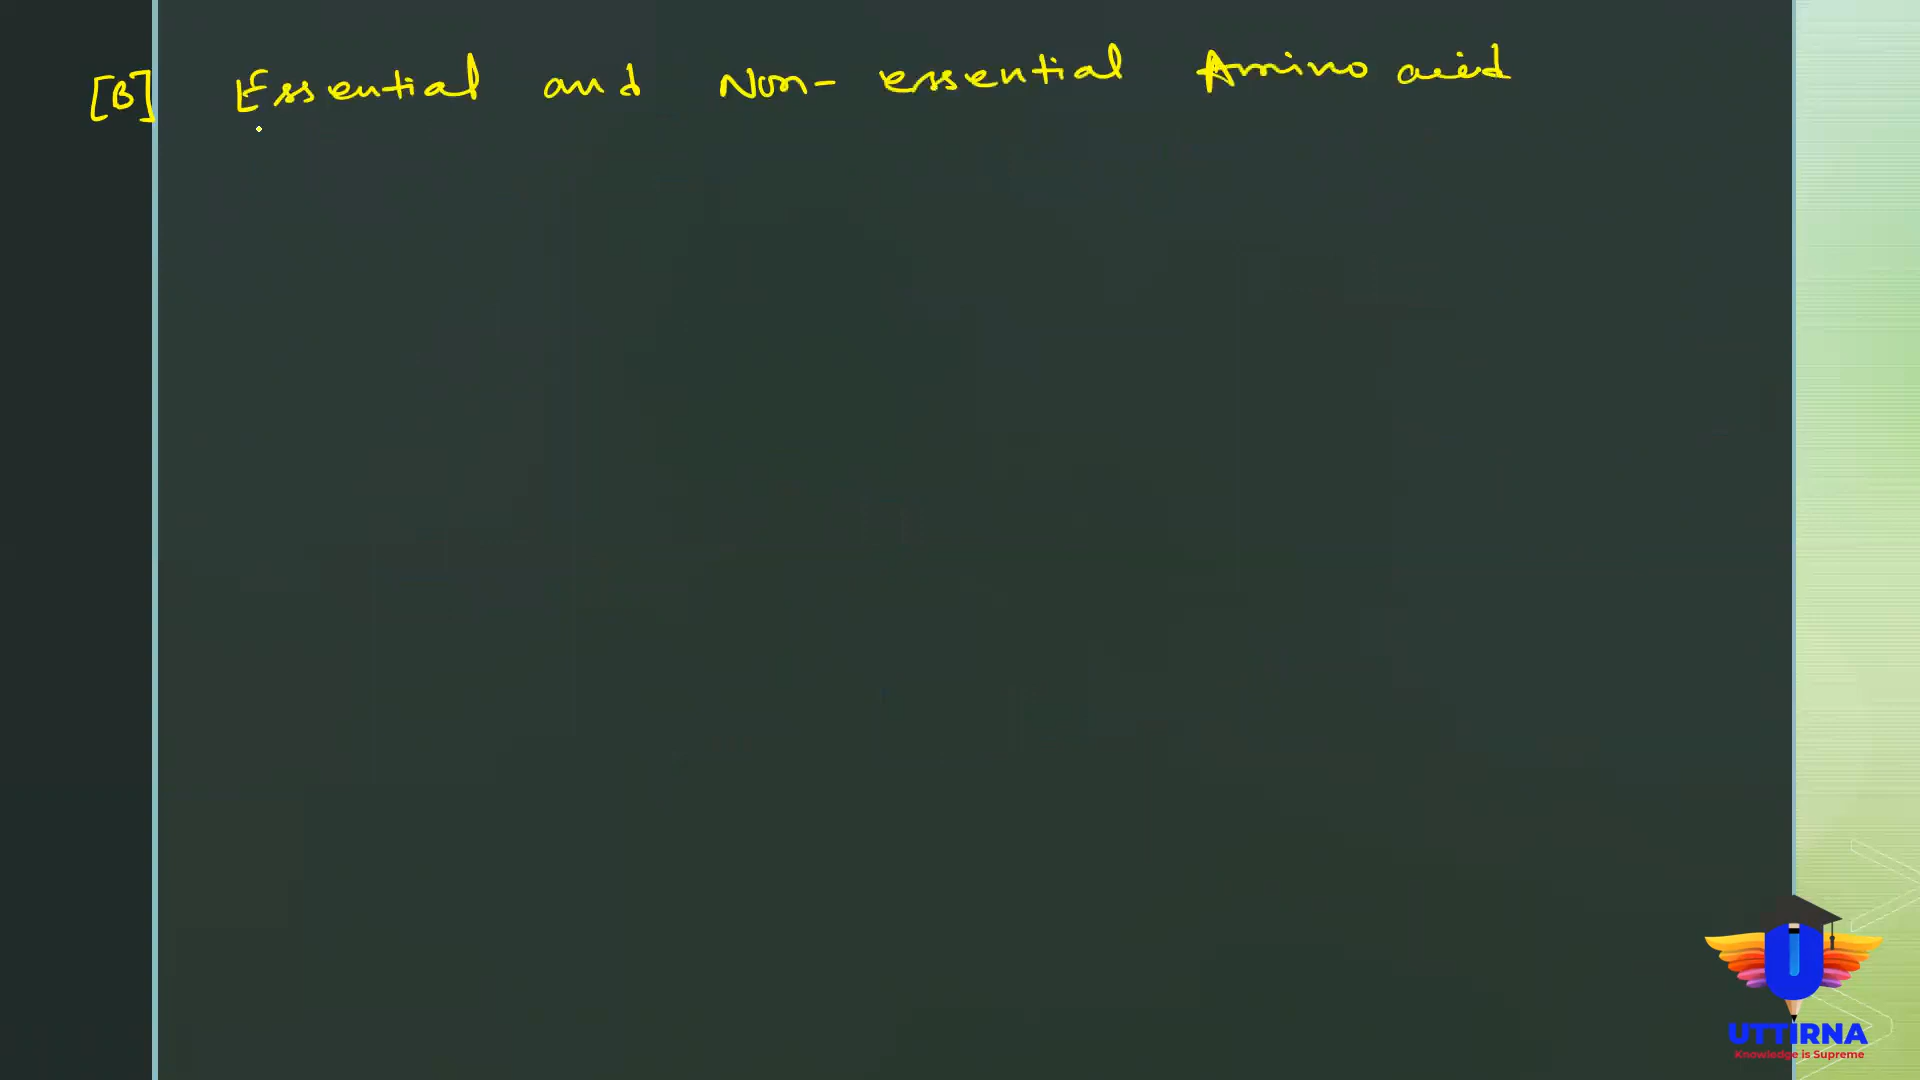 [B] Essential and Non-essential Amino acid
UTTIRNA
Knowledge is Supreme